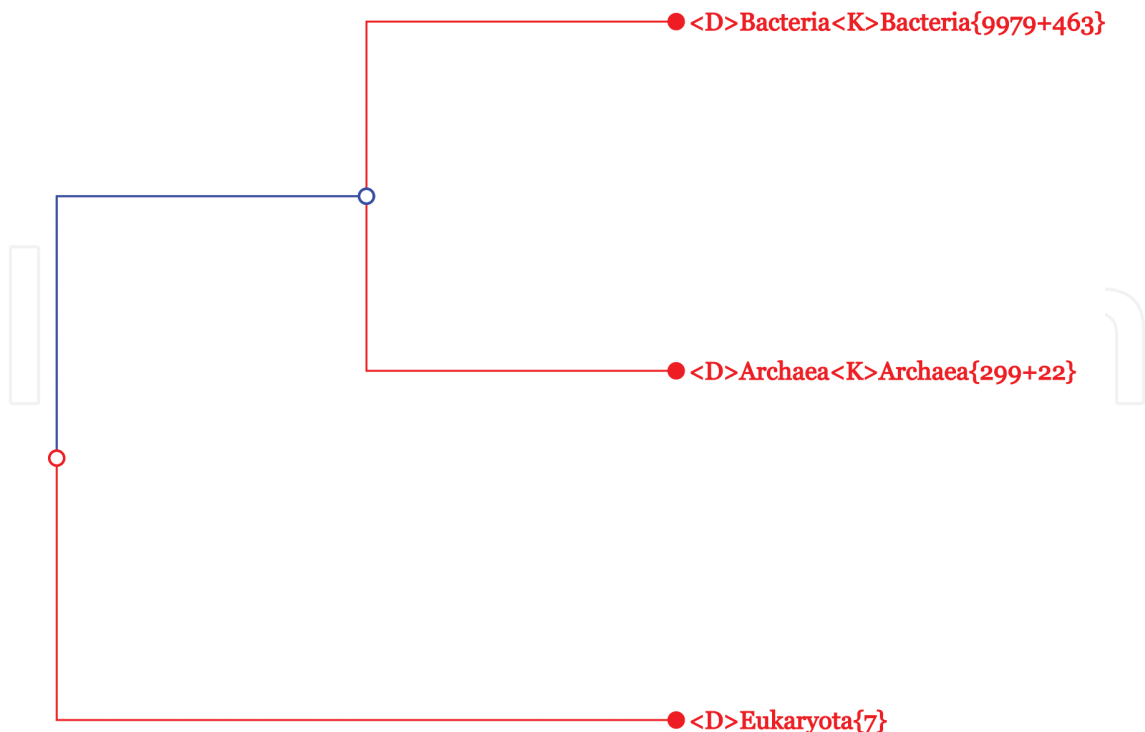 <D>Bacteria<K>Bacteria{9979+463}
<D>Archaea<K>Archaea{299+22}
<D>Eukaryota{7}